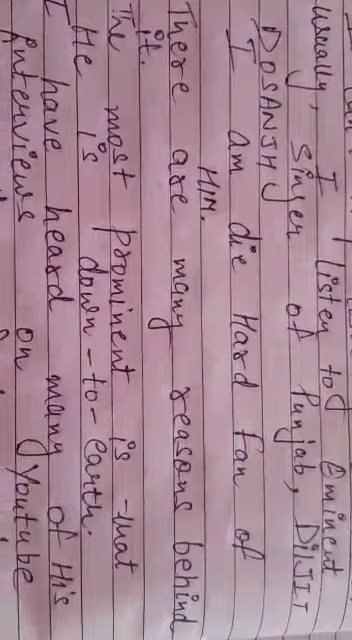 usually, I listen to Eminent
Singer of Punjab, DilJIT
DOSANJH
I am die Hard fan of
HIM.
There are many reasons behind
it.
The most prominent is that
He is down-to-earth.
I have heard many of His
interviews on Youtube